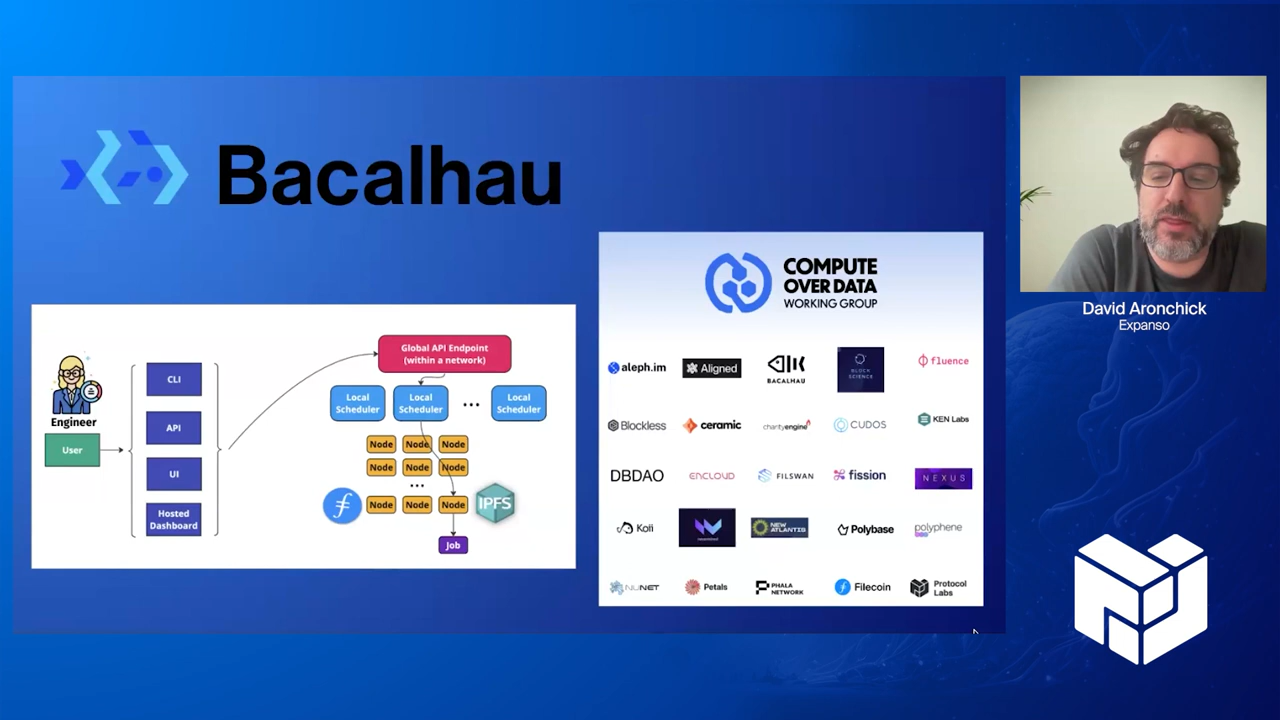 Bacalhau
Engineer
User
CLI
API
UI
Hosted
Dashboard
Global API Endpoint
(within a network)
Local
Scheduler
Local
Scheduler
...
Local
Scheduler
Node Node Node
Node Node Node
...
Node Node Node
IPFS
Job
COMPUTE
OVER DATA
WORKING GROUP
aleph.im Aligned BACALHAU BLOCK SCIENCE fluence
Blockless ceramic charityengine CUDOS KEN Labs
DBDAO ENCLOUD FILSWAN fission NEXUS
Koii NEW ATLANTIS Polybase polyphene
NUNET Petals PHALA NETWORK Filecoin Protocol Labs
David Aronchick
Expanso